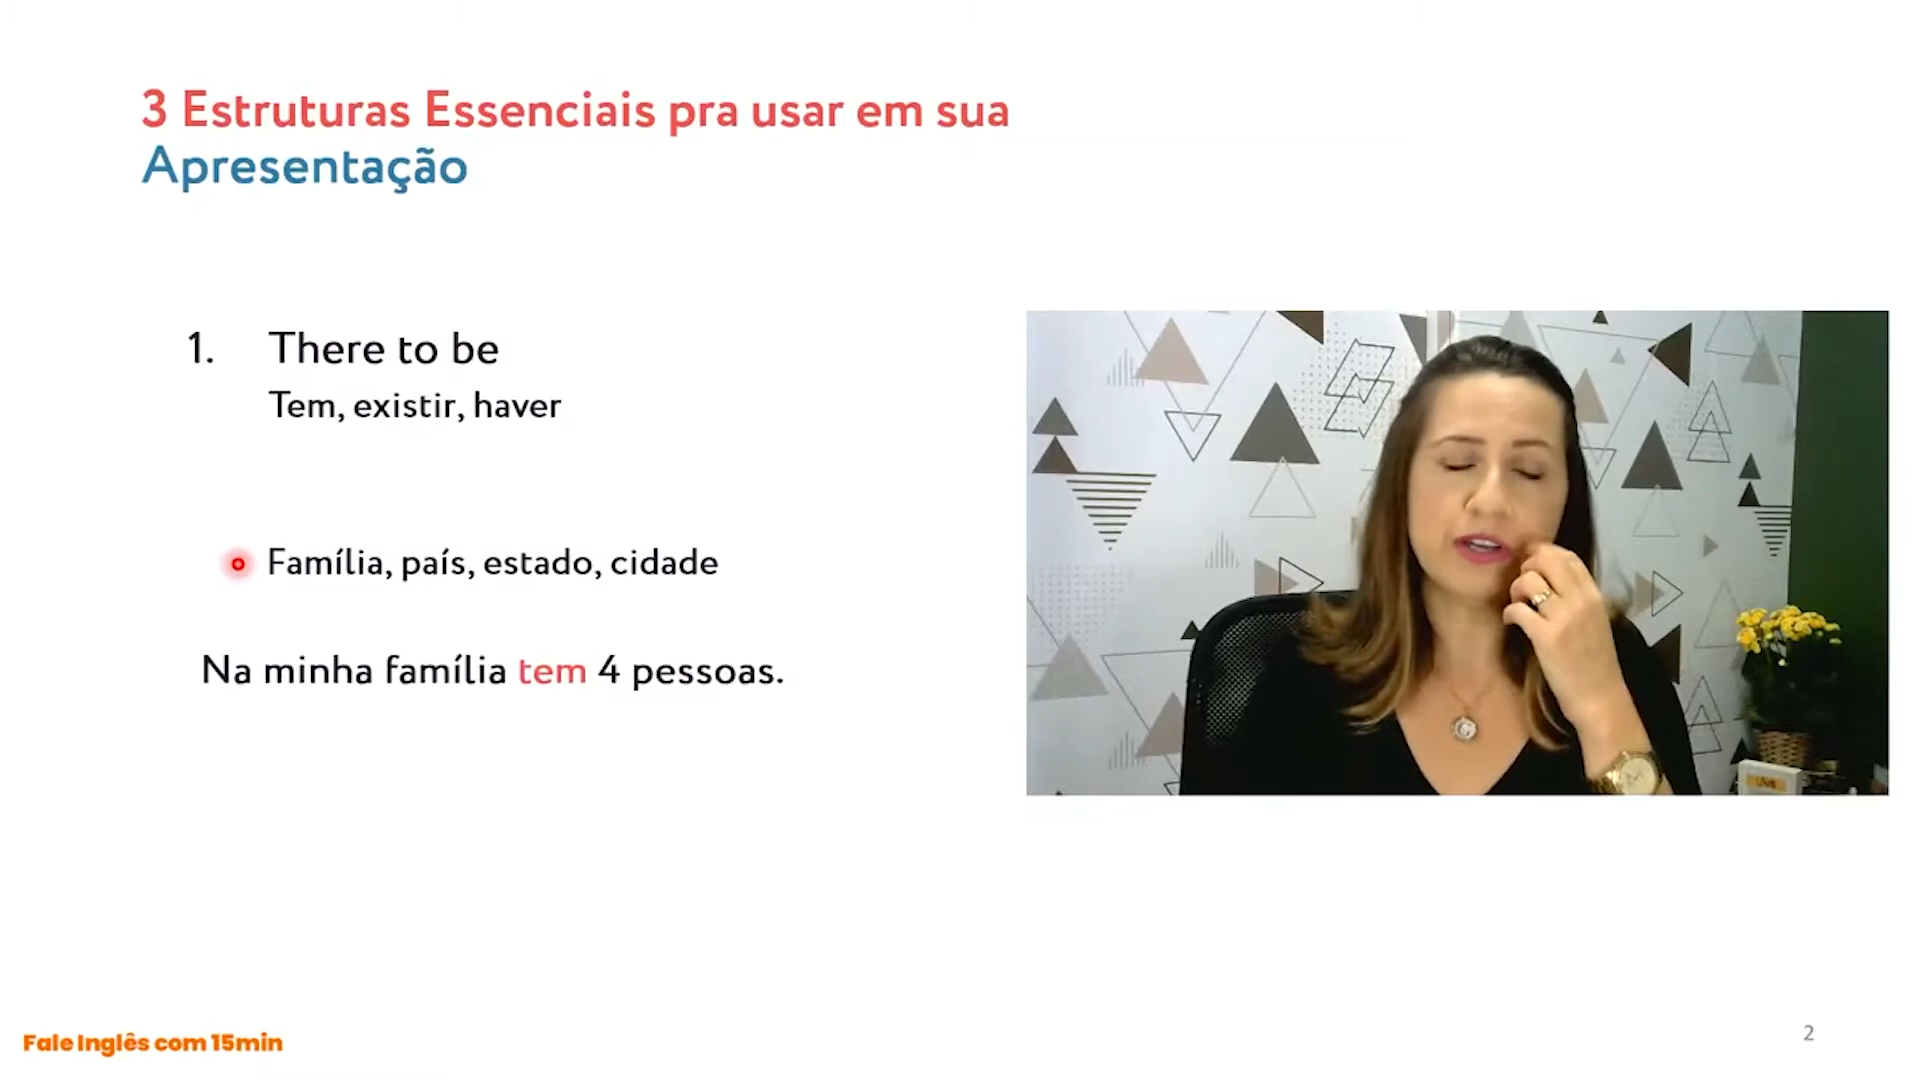 3 Estruturas Essenciais pra usar em sua
Apresentação
1. There to be
Tem, existir, haver
Família, país, estado, cidade
Na minha família tem 4 pessoas.
Fale Inglês com 15min
2